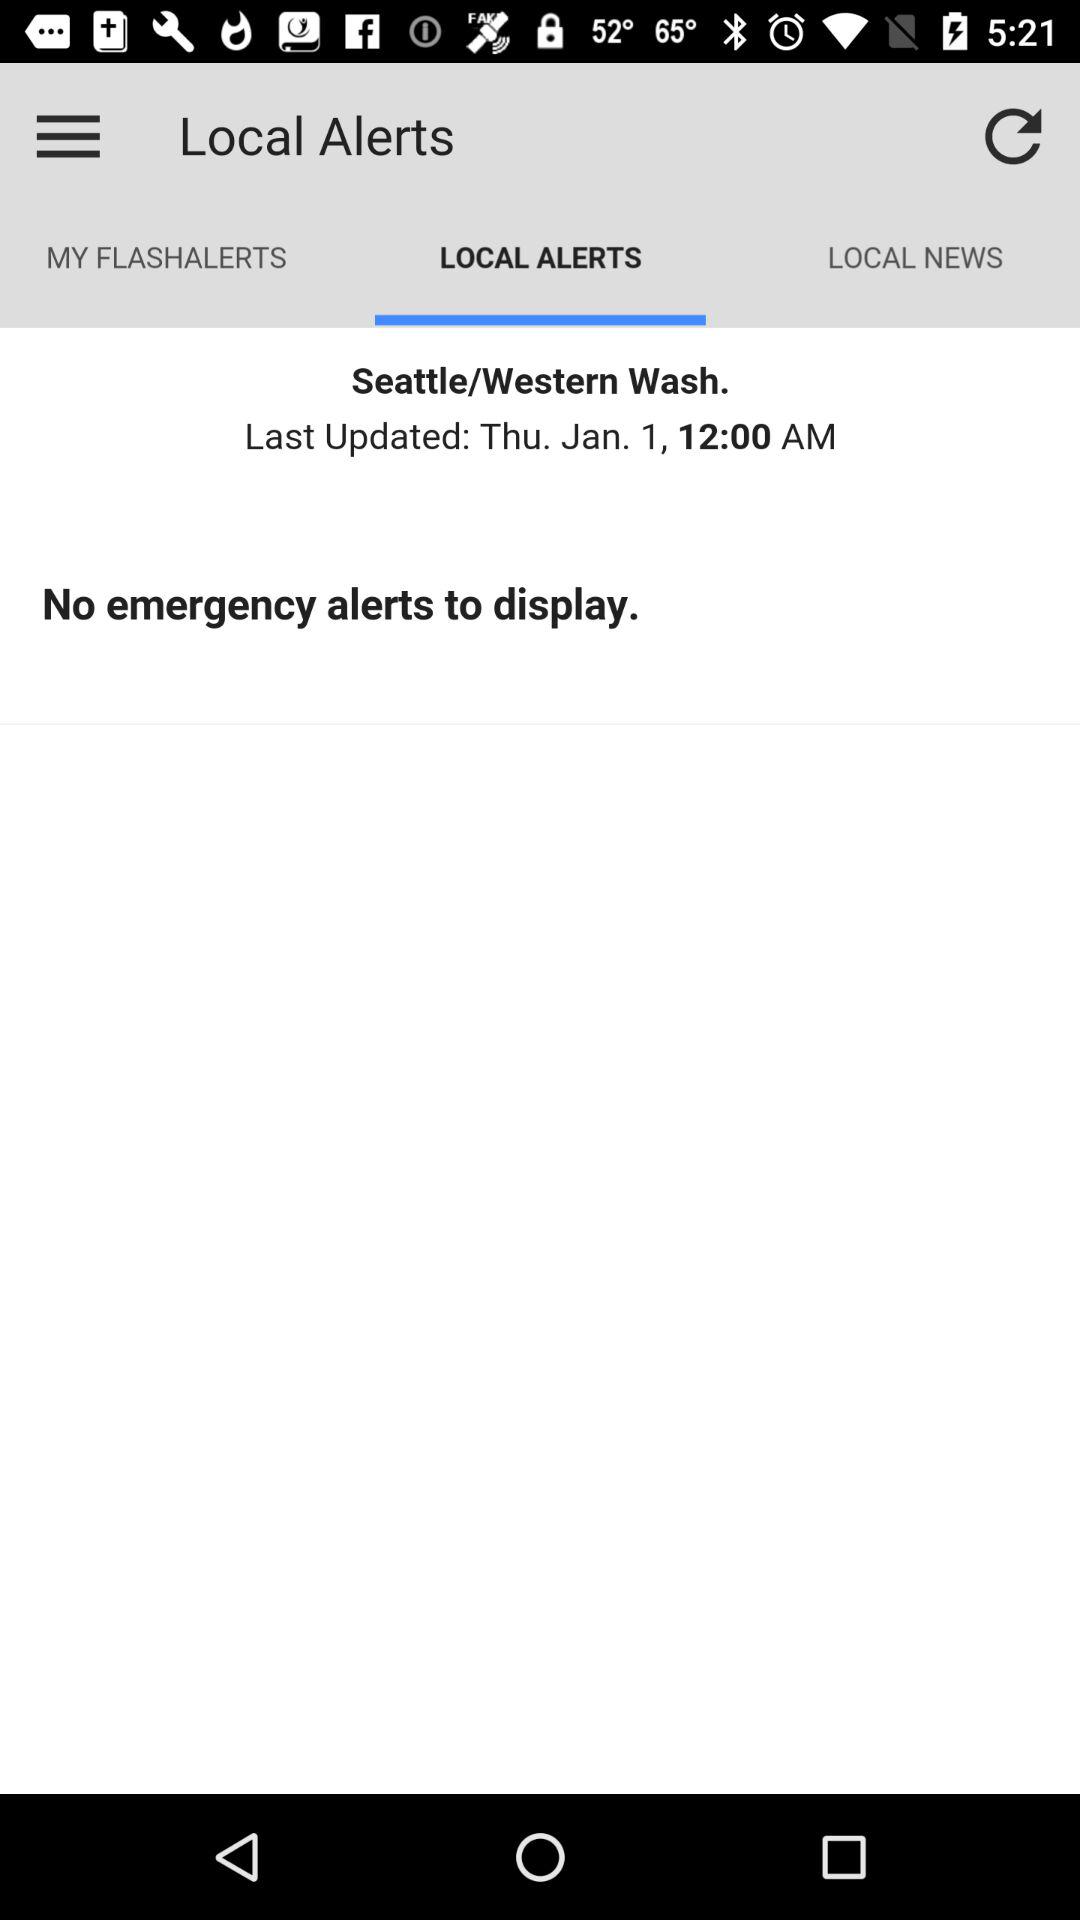 FAKE 52° 65° 5:21
Local Alerts
MY FLASHALERTS LOCAL ALERTS LOCAL NEWS
Seattle/Western Wash.
Last Updated: Thu. Jan. 1, 12:00 AM
No emergency alerts to display.